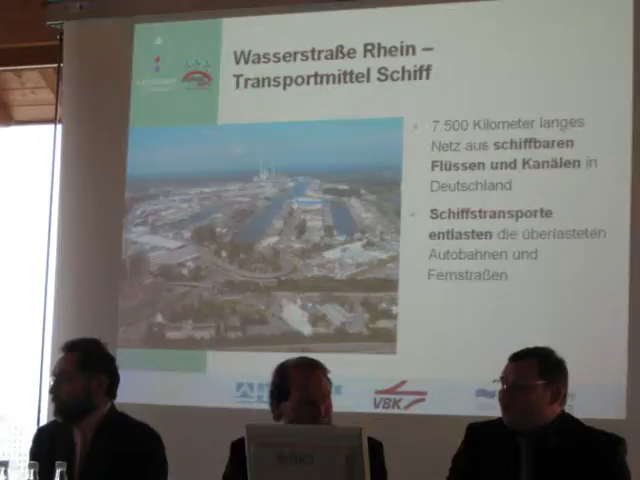 Wasserstraße Rhein –
Transportmittel Schiff
7.500 Kilometer langes
Netz aus schiffbaren
Flüssen und Kanälen in
Deutschland
Schiffstransporte
entlasten die überlasteten
Autobahnen und
Fernstraßen
VBK